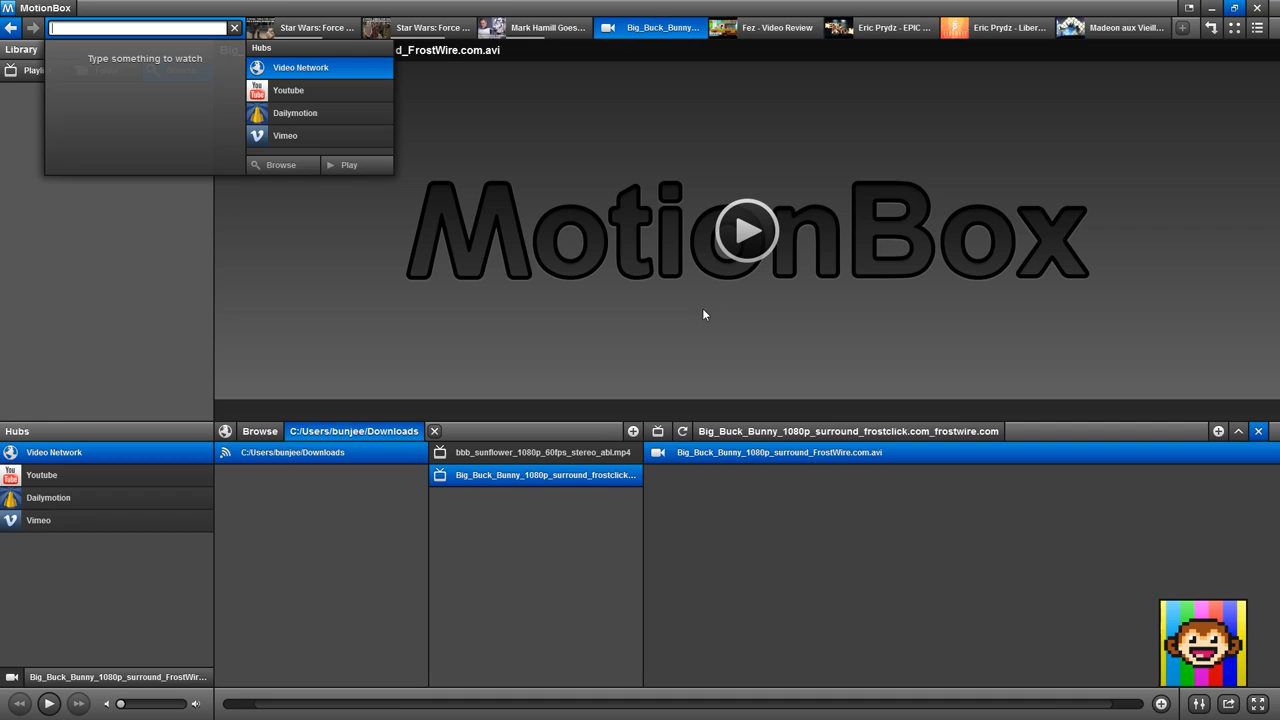 MotionBox
Star Wars: Force ...
Star Wars: Force ...
Mark Hamill Goes...
Big_Buck_Bunny...
Fez - Video Review
Eric Prydz - EPIC ...
Eric Prydz - Liber...
Madeon aux Vieill...
Library
Hubs
d_FrostWire.com.avi
Type something to watch
Video Network
Youtube
Dailymotion
Vimeo
Browse
Play
MotionBox
Hubs
Browse
C:/Users/bunjee/Downloads
Big_Buck_Bunny_1080p_surround_frostclick.com_frostwire.com
Video Network
C:/Users/bunjee/Downloads
bbb_sunflower_1080p_60fps_stereo_abl.mp4
Big_Buck_Bunny_1080p_surround_FrostWire.com.avi
Youtube
Big_Buck_Bunny_1080p_surround_frostclick...
Dailymotion
Vimeo
Big_Buck_Bunny_1080p_surround_FrostWir...